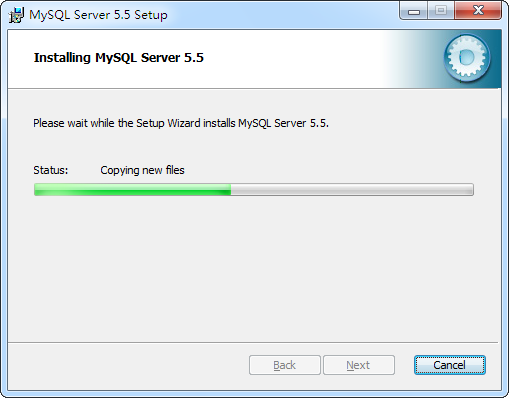 MySQL Server 5.5 Setup
Installing MySQL Server 5.5
Please wait while the Setup Wizard installs MySQL Server 5.5.
Status: Copying new files
Back Next Cancel